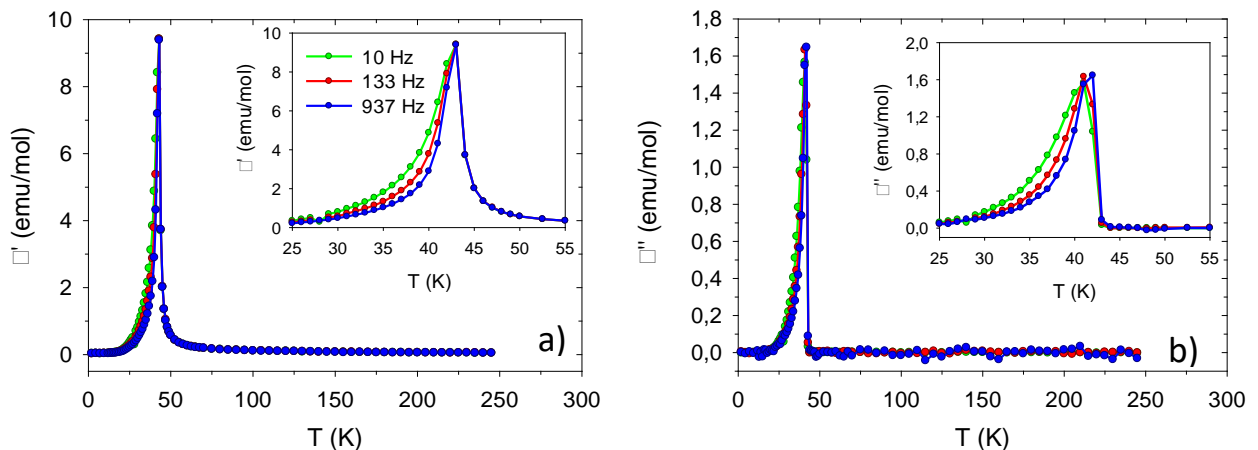 10
8
6
4
2
0
□' (emu/mol)
0 50 100 150 200 250 300
T (K)
a)
10
8
6
4
2
0
□' (emu/mol)
25 30 35 40 45 50 55
T (K)
10 Hz
133 Hz
937 Hz
1,8
1,6
1,4
1,2
1,0
0,8
0,6
0,4
0,2
0,0
□'' (emu/mol)
0 50 100 150 200 250 300
T (K)
b)
2,0
1,6
1,2
0,8
0,4
0,0
□'' (emu/mol)
25 30 35 40 45 50 55
T (K)